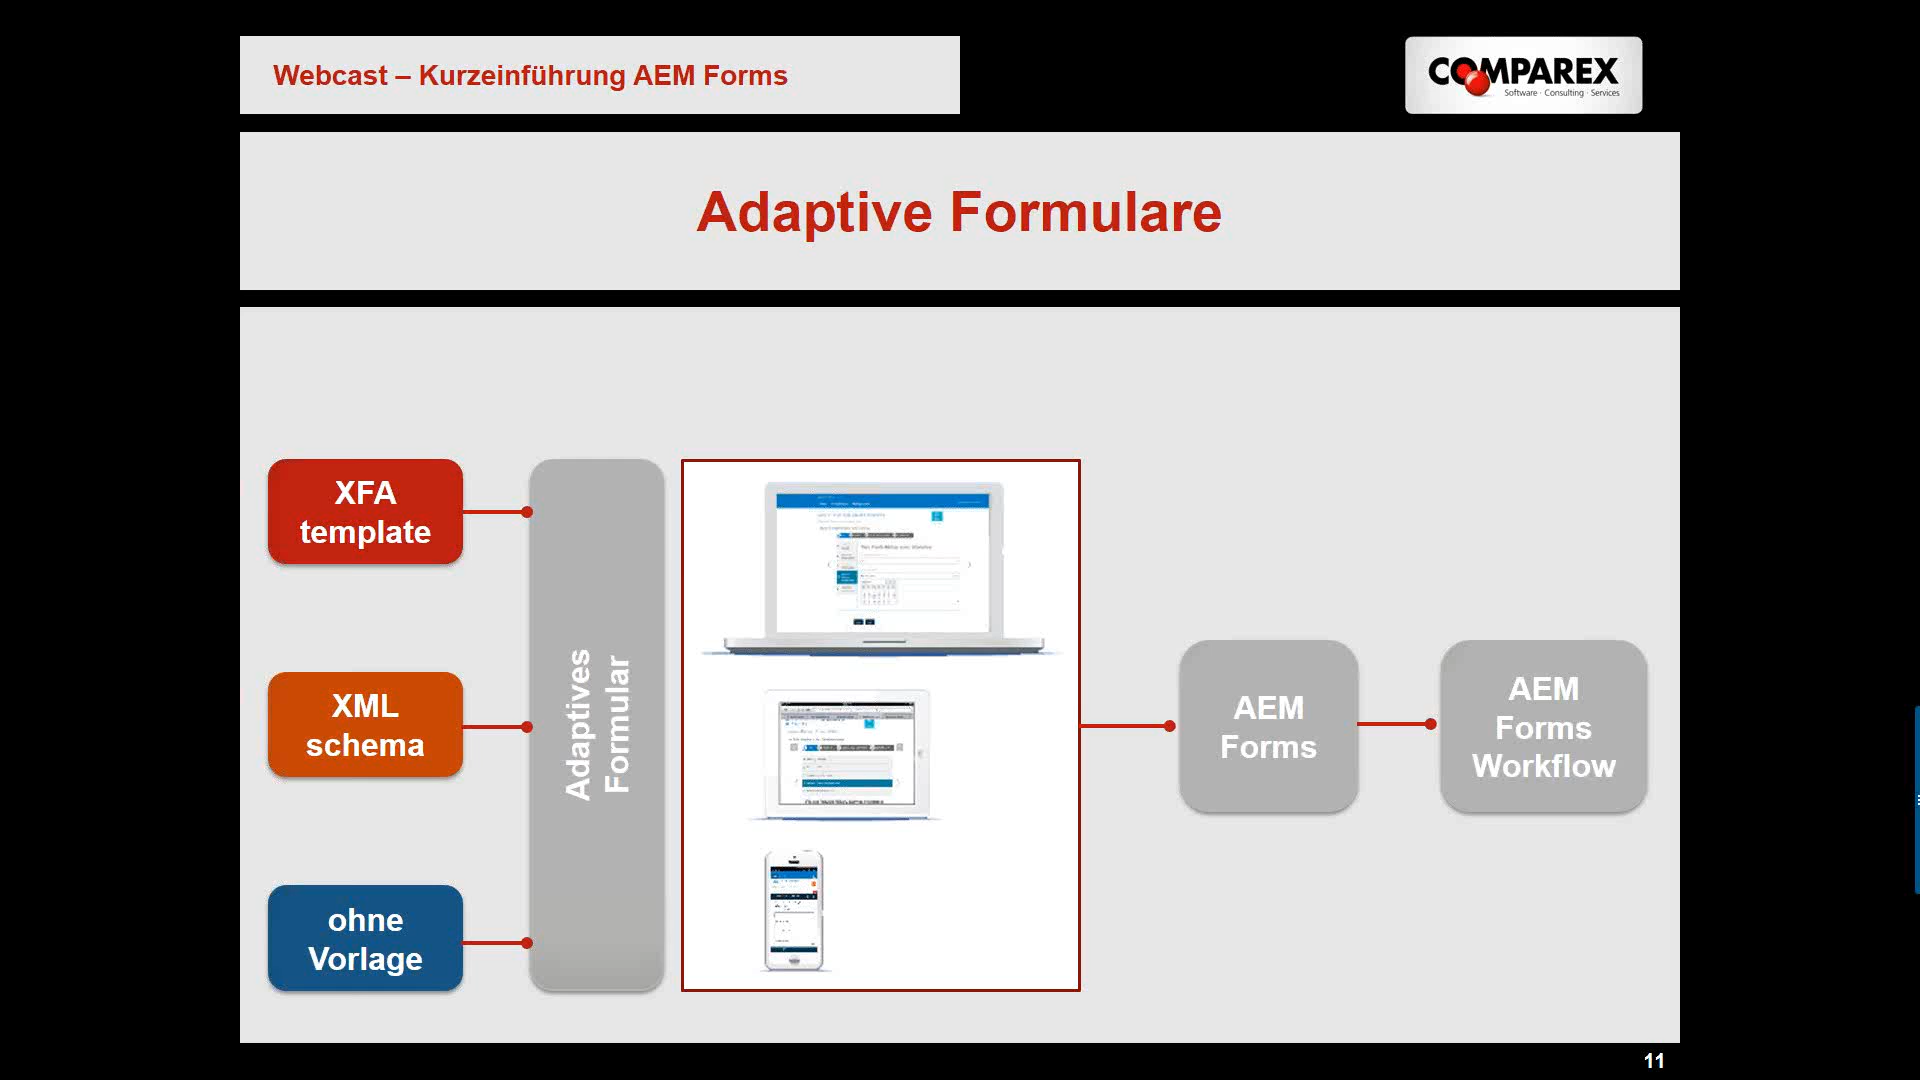 Webcast – Kurzeinführung AEM Forms
COMPAREX
Software · Consulting · Services
Adaptive Formulare
XFA
template
XML
schema
ohne
Vorlage
Adaptives
Formular
AEM
Forms
AEM
Forms
Workflow
11